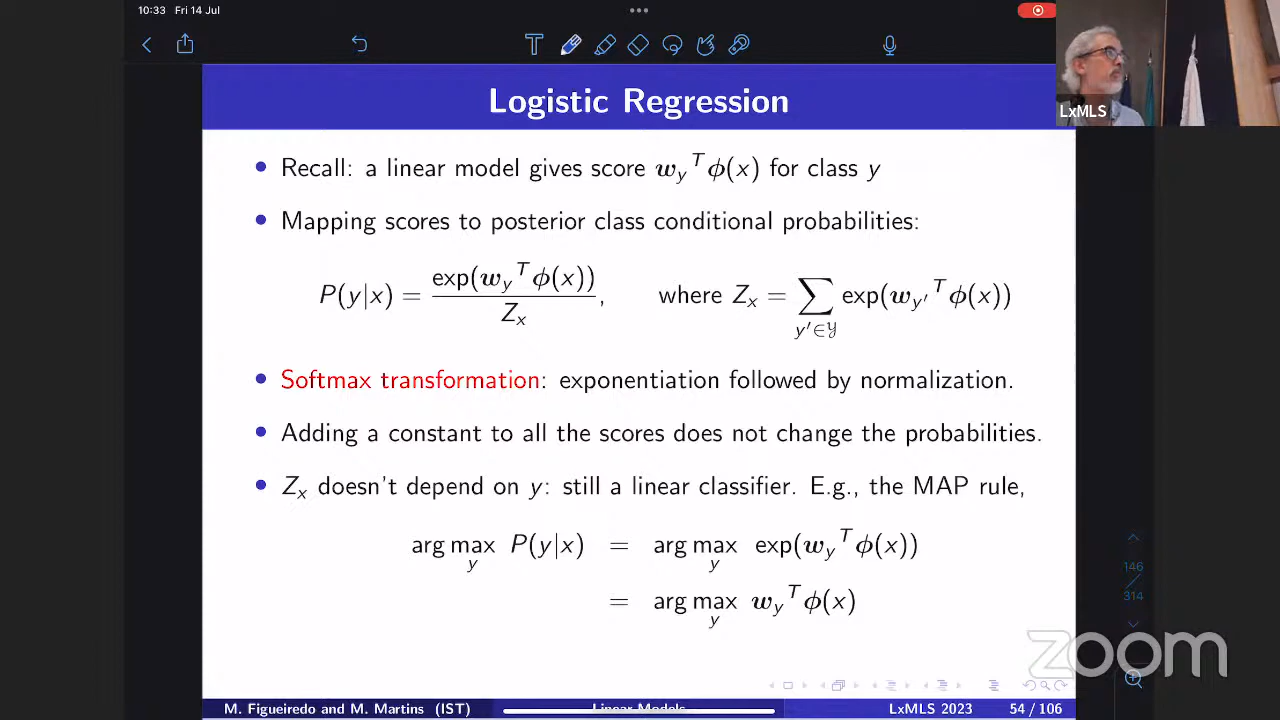 10:33 Fri 14 Jul
LxMLS
Logistic Regression
• Recall: a linear model gives score w_y^T ϕ(x) for class y
• Mapping scores to posterior class conditional probabilities:
P(y|x) = exp(w_y^T ϕ(x)) / Z_x, where Z_x = ∑_{y′∈𝒴} exp(w_{y′}^T ϕ(x))
• Softmax transformation: exponentiation followed by normalization.
• Adding a constant to all the scores does not change the probabilities.
• Z_x doesn't depend on y: still a linear classifier. E.g., the MAP rule,
arg max_y P(y|x) = arg max_y exp(w_y^T ϕ(x))
= arg max_y w_y^T ϕ(x)
146
314
zoom
M. Figueiredo and M. Martins (IST) Linear Models LxMLS 2023 54 / 106